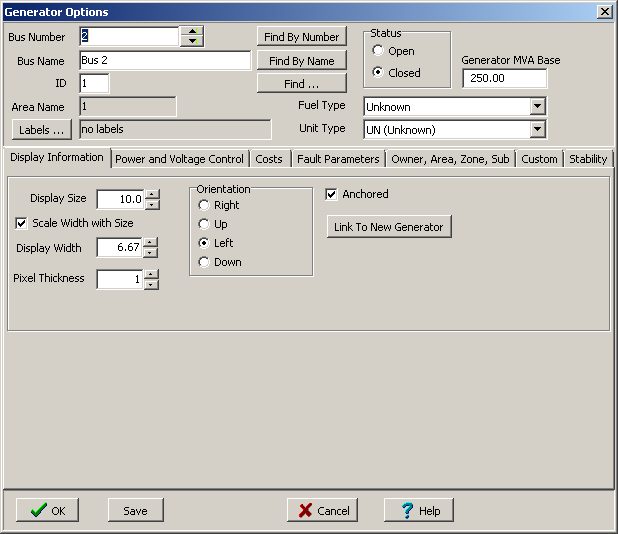 Generator Options
Bus Number 2 Find By Number
Bus Name Bus 2 Find By Name
ID 1 Find ...
Area Name 1
Labels ... no labels
Status
Open
Closed
Generator MVA Base
250.00
Fuel Type Unknown
Unit Type UN (Unknown)
Display Information Power and Voltage Control Costs Fault Parameters Owner, Area, Zone, Sub Custom Stability
Display Size 10.0
Scale Width with Size
Display Width 6.67
Pixel Thickness 1
Orientation
Right
Up
Left
Down
Anchored
Link To New Generator
OK Save Cancel ? Help